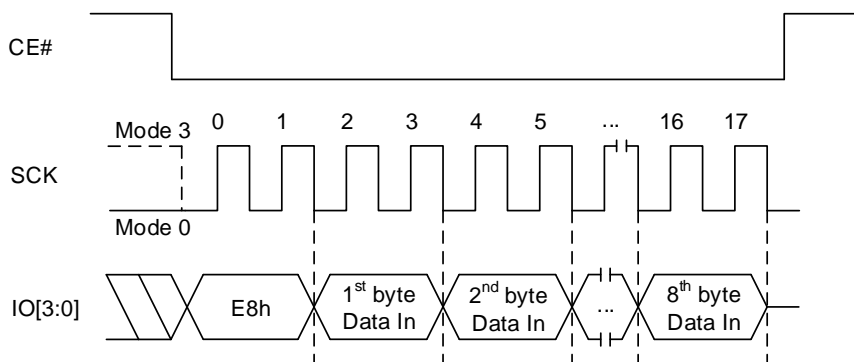 CE#
0 1 2 3 4 5 ... 16 17
Mode 3
SCK
Mode 0
IO[3:0]
E8h
1st byte
Data In
2nd byte
Data In
...
8th byte
Data In